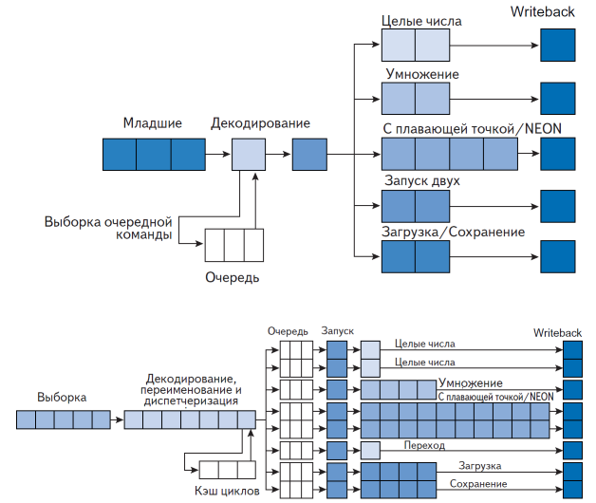 Writeback
Целые числа
Умножение
Младшие
Декодирование
С плавающей точкой/NEON
Запуск двух
Выборка очередной
команды
Загрузка/Сохранение
Очередь
Очередь
Запуск
Writeback
Целые числа
Целые числа
Декодирование,
переименование и
диспетчеризация
Умножение
Выборка
С плавающей точкой/NEON
Переход
Загрузка
Кэш циклов
Сохранение